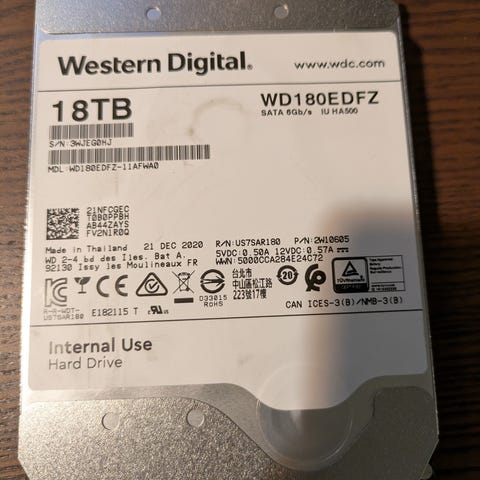 Western Digital.
www.wdc.com
18TB
WD180EDFZ
SATA 6Gb/s IU HA500
S/N: 3WJEG0HJ
MDL: WD180EDFZ-11AFWA0
21NFCGEC
T0B0PPBH
AB44ZAYS
FV2N1R0Q
Made in Thailand 21 DEC 2020 R/N: US7SAR180 P/N: 2W10605
WD 2-4 bd des Iles. Bat A. 5VDC: 0.50A 12VDC: 0.57A
92130 Issy les Moulineaux FR WWN: 5000CCA284E24C72
台北市
中山區松江路
223號17樓
D33015
RoHS
R-R-WDT-
US7SAR180
E182115 T
CAN ICES-3(B)/NMB-3(B)
Internal Use
Hard Drive